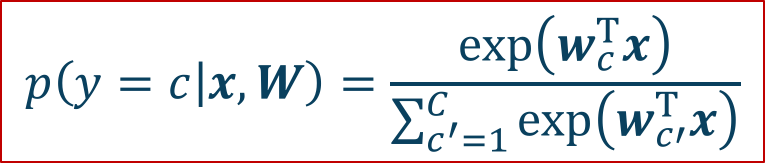 p(y = c|x, W) = exp(w_c^T x) / ∑_{c'=1}^{C} exp(w_{c'}^T x)